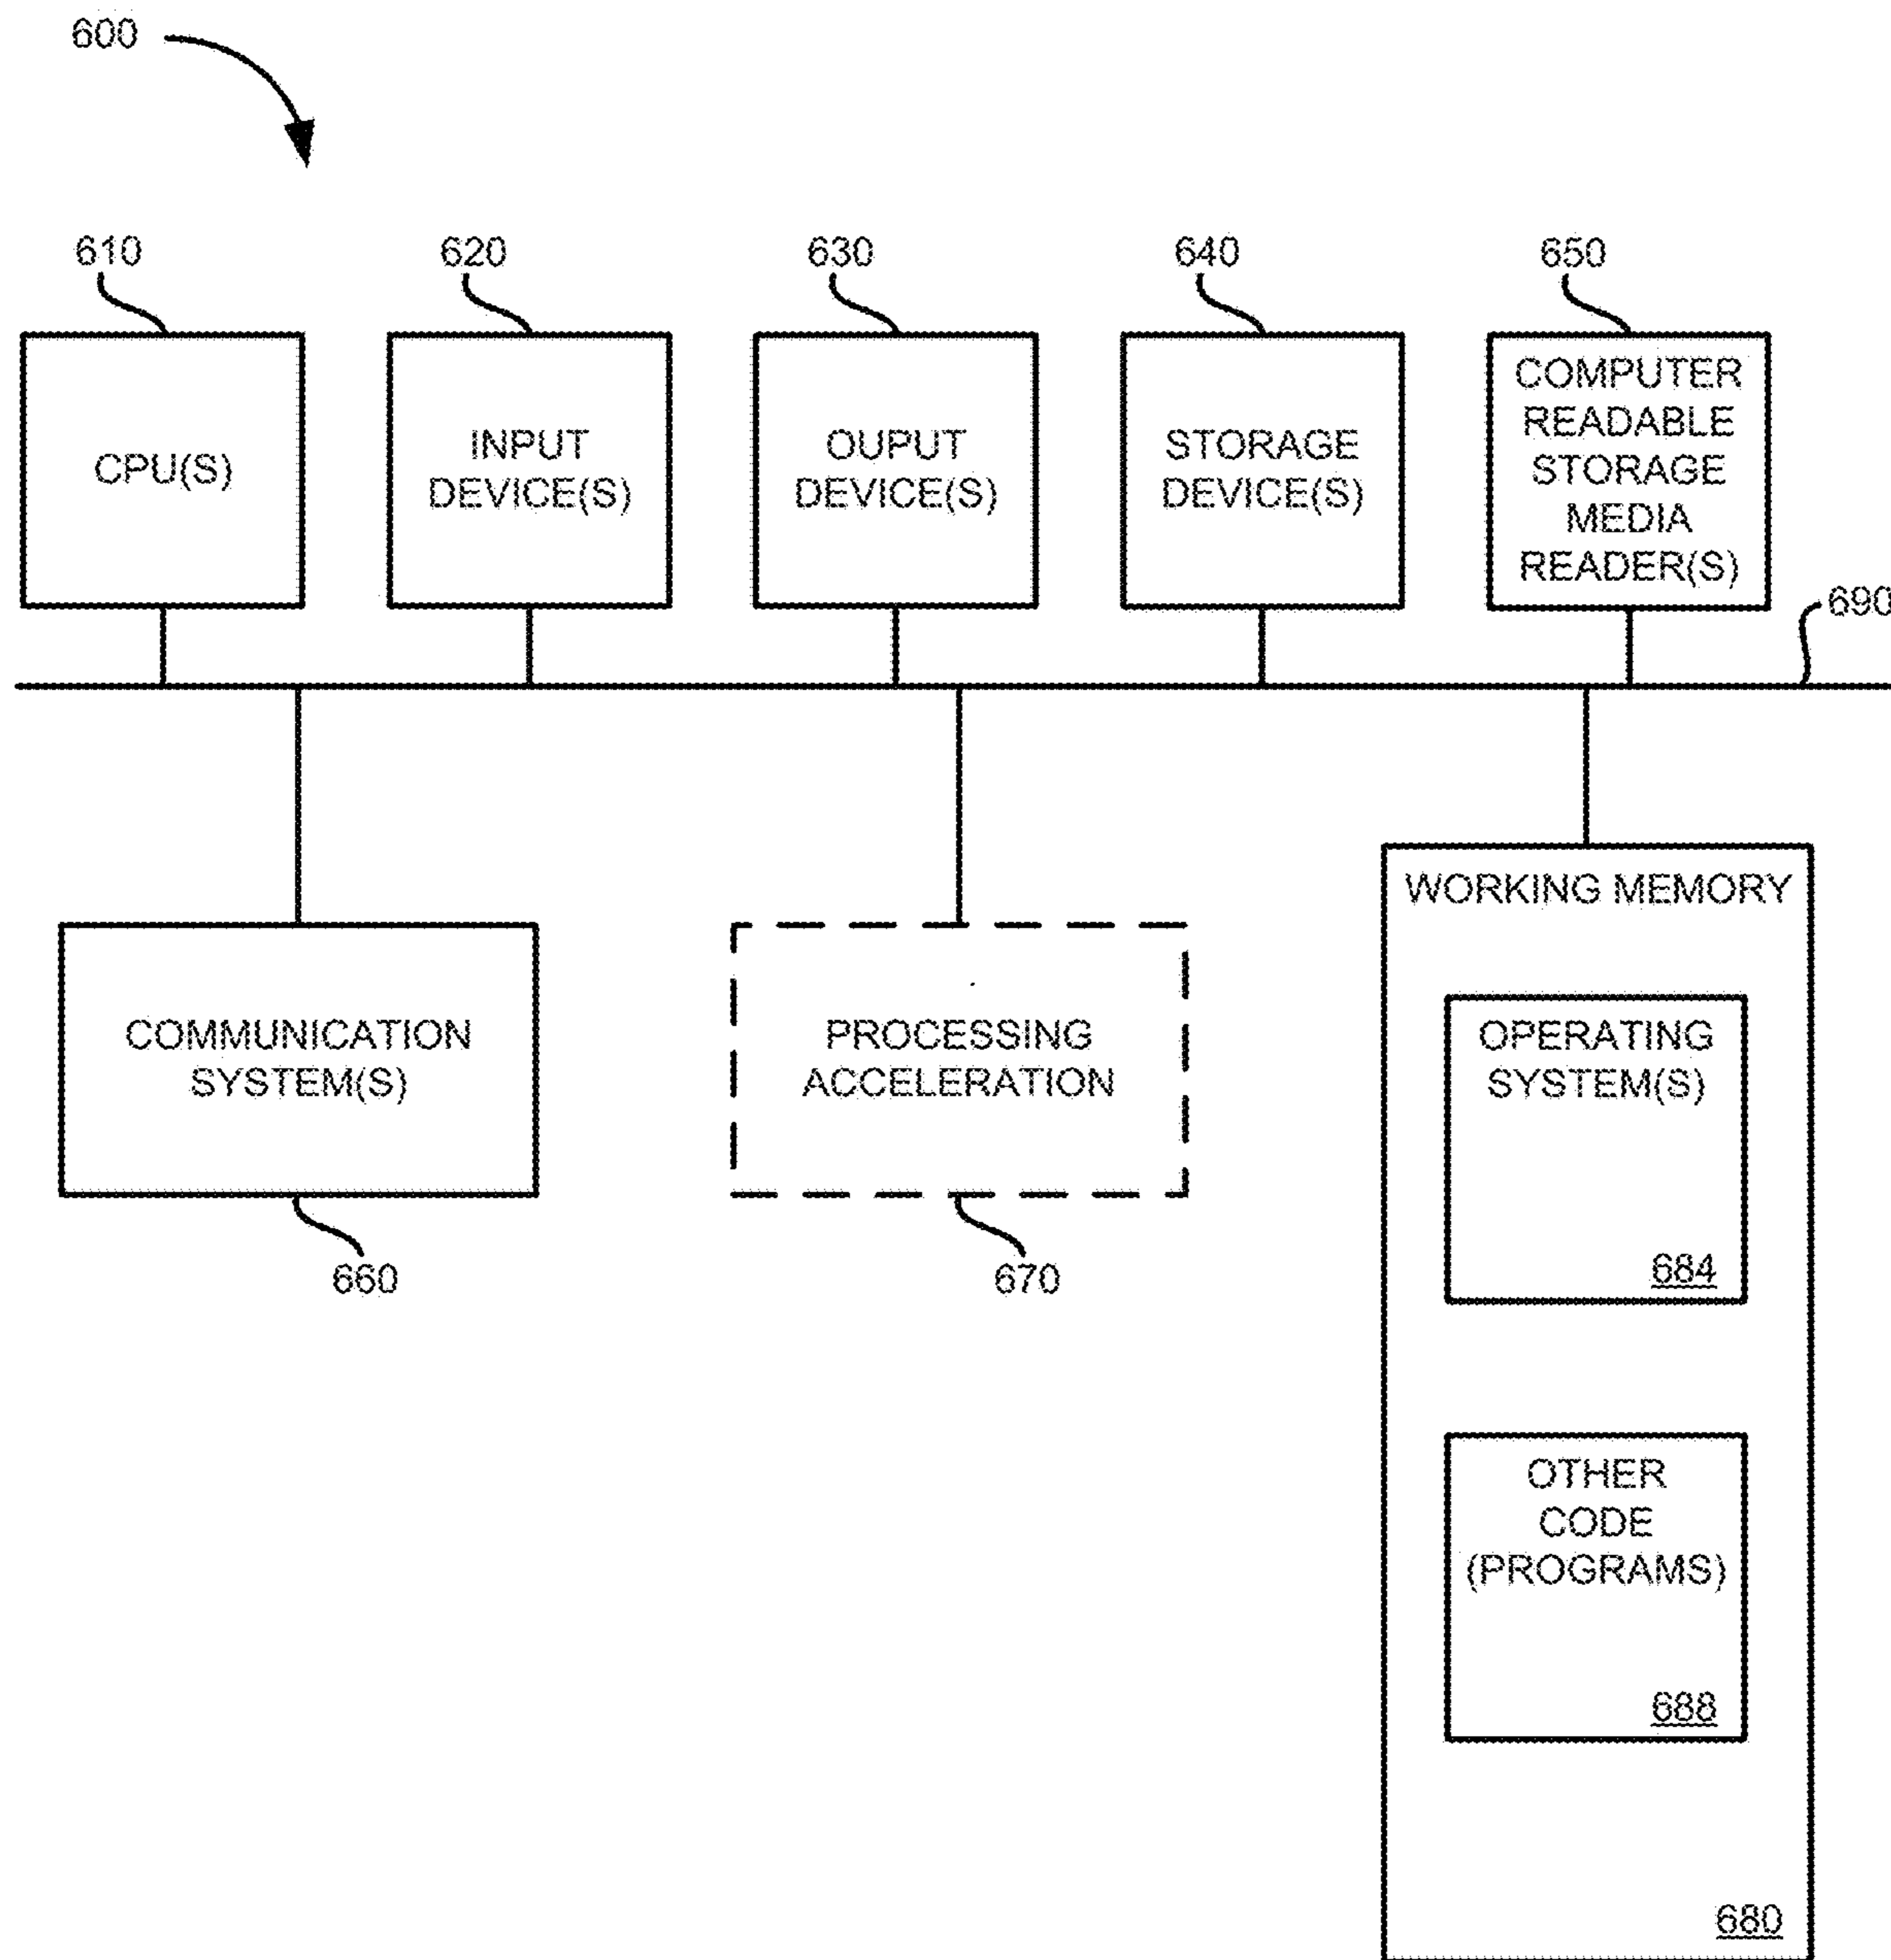 600
610
620
630
640
650
CPU(S)
INPUT
DEVICE(S)
OUPUT
DEVICE(S)
STORAGE
DEVICE(S)
COMPUTER
READABLE
STORAGE
MEDIA
READER(S)
690
COMMUNICATION
SYSTEM(S)
660
PROCESSING
ACCELERATION
670
WORKING MEMORY
OPERATING
SYSTEM(S)
684
OTHER
CODE
(PROGRAMS)
688
680